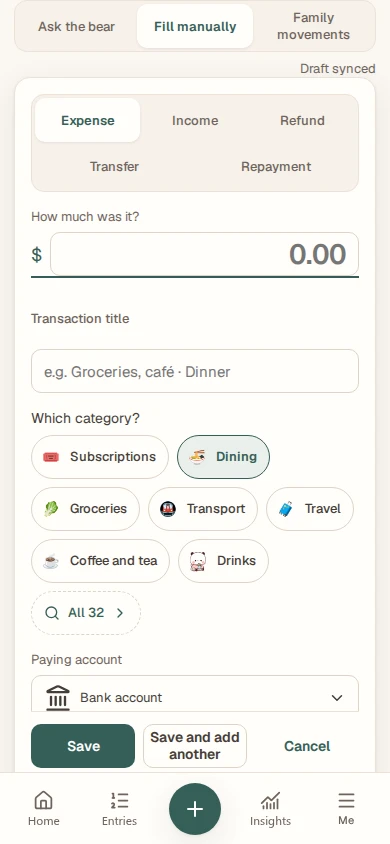 Ask the bear
Fill manually
Family
movements
Draft synced
Expense
Income
Refund
Transfer
Repayment
How much was it?
$ 0.00
Transaction title
e.g. Groceries, café · Dinner
Which category?
Subscriptions
Dining
Groceries
Transport
Travel
Coffee and tea
Drinks
All 32
Paying account
Bank account
Save
Save and add
another
Cancel
Home
Entries
Insights
Me